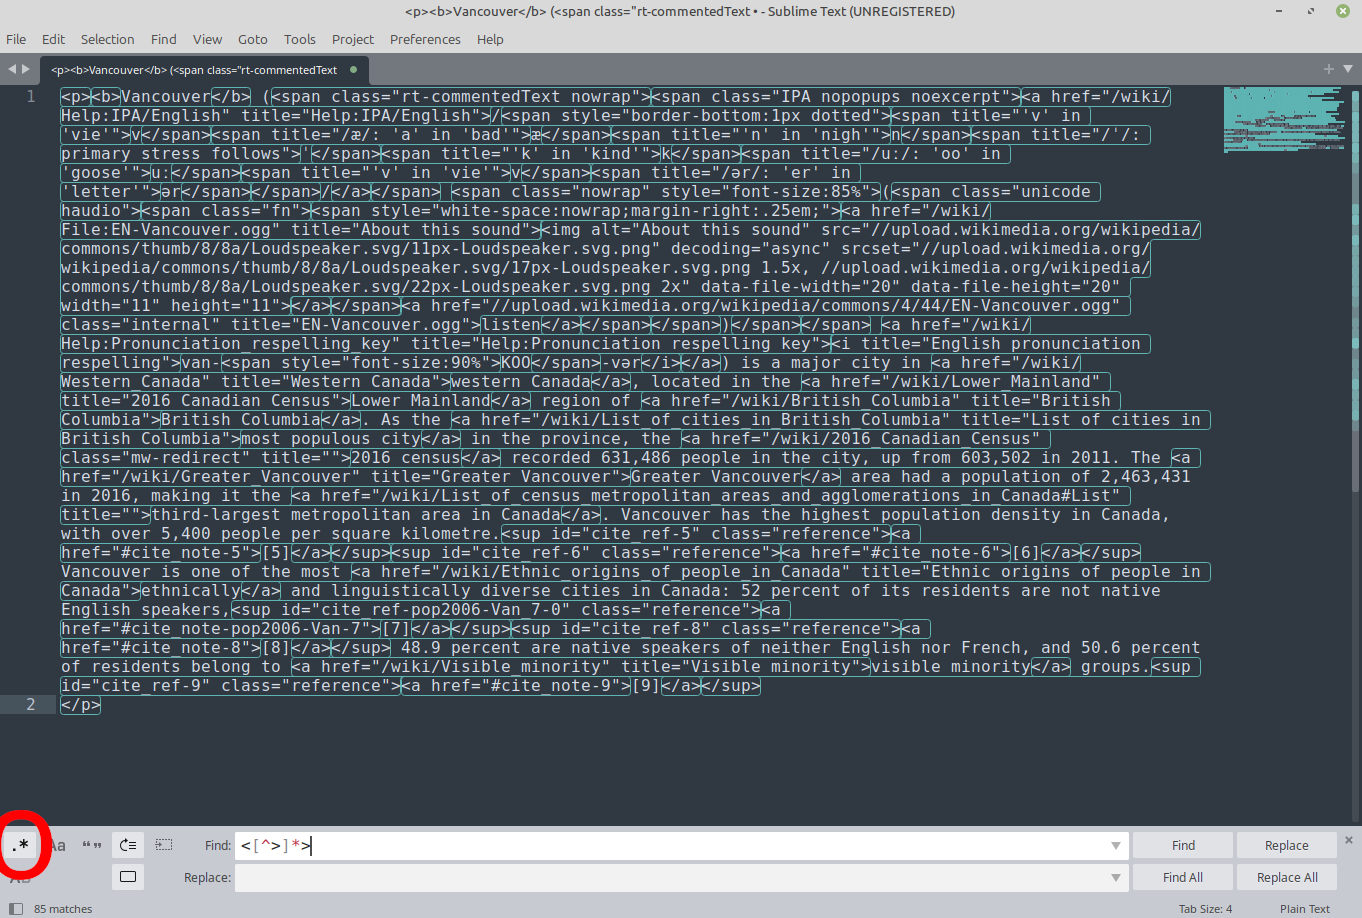 <p><b>Vancouver</b> (<span class="rt-commentedText • - Sublime Text (UNREGISTERED)
File Edit Selection Find View Goto Tools Project Preferences Help
<p><b>Vancouver</b> (<span class="rt-commentedText
1 <p><b>Vancouver</b> (<span class="rt-commentedText nowrap"><span class="IPA nopopups noexcerpt"><a href="/wiki/
Help:IPA/English" title="Help:IPA/English">/<span style="border-bottom:1px dotted"><span title="'v' in
'vie'">v</span><span title="/æ/: 'a' in 'bad'">æ</span><span title="'n' in 'nigh'">n</span><span title="/ˈ/:
primary stress follows">ˈ</span><span title="'k' in 'kind'">k</span><span title="/uː/: 'oo' in
'goose'">uː</span><span title="'v' in 'vie'">v</span><span title="/ər/: 'er' in
'letter'">ər</span></span>/</a></span> <span class="nowrap" style="font-size:85%">(<span class="unicode
haudio"><span class="fn"><span style="white-space:nowrap;margin-right:.25em;"><a href="/wiki/
File:EN-Vancouver.ogg" title="About this sound"><img alt="About this sound" src="//upload.wikimedia.org/wikipedia/
commons/thumb/8/8a/Loudspeaker.svg/11px-Loudspeaker.svg.png" decoding="async" srcset="//upload.wikimedia.org/
wikipedia/commons/thumb/8/8a/Loudspeaker.svg/17px-Loudspeaker.svg.png 1.5x, //upload.wikimedia.org/wikipedia/
commons/thumb/8/8a/Loudspeaker.svg/22px-Loudspeaker.svg.png 2x" data-file-width="20" data-file-height="20"
width="11" height="11"></a></span><a href="//upload.wikimedia.org/wikipedia/commons/4/44/EN-Vancouver.ogg"
class="internal" title="EN-Vancouver.ogg">listen</a></span></span>)</span></span> <a href="/wiki/
Help:Pronunciation_respelling_key" title="Help:Pronunciation respelling key"><i title="English pronunciation
respelling">van-<span style="font-size:90%">KOO</span>-vər</i></a>) is a major city in <a href="/wiki/
Western_Canada" title="Western Canada">western Canada</a>, located in the <a href="/wiki/Lower_Mainland"
title="2016 Canadian Census">Lower Mainland</a> region of <a href="/wiki/British_Columbia" title="British
Columbia">British Columbia</a>. As the <a href="/wiki/List_of_cities_in_British_Columbia" title="List of cities in
British Columbia">most populous city</a> in the province, the <a href="/wiki/2016_Canadian_Census"
class="mw-redirect" title="">2016 census</a> recorded 631,486 people in the city, up from 603,502 in 2011. The <a
href="/wiki/Greater_Vancouver" title="Greater Vancouver">Greater Vancouver</a> area had a population of 2,463,431
in 2016, making it the <a href="/wiki/List_of_census_metropolitan_areas_and_agglomerations_in_Canada#List"
title="">third-largest metropolitan area in Canada</a>. Vancouver has the highest population density in Canada,
with over 5,400 people per square kilometre.<sup id="cite_ref-5" class="reference"><a
href="#cite_note-5">[5]</a></sup><sup id="cite_ref-6" class="reference"><a href="#cite_note-6">[6]</a></sup>
Vancouver is one of the most <a href="/wiki/Ethnic_origins_of_people_in_Canada" title="Ethnic origins of people in
Canada">ethnically</a> and linguistically diverse cities in Canada: 52 percent of its residents are not native
English speakers,<sup id="cite_ref-pop2006-Van_7-0" class="reference"><a
href="#cite_note-pop2006-Van-7">[7]</a></sup><sup id="cite_ref-8" class="reference"><a
href="#cite_note-8">[8]</a></sup> 48.9 percent are native speakers of neither English nor French, and 50.6 percent
of residents belong to <a href="/wiki/Visible_minority" title="Visible minority">visible minority</a> groups.<sup
id="cite_ref-9" class="reference"><a href="#cite_note-9">[9]</a></sup>
2 </p>
.* Aa “” Find: <[^>]*> Find Replace
AB Replace: Find All Replace All
85 matches Tab Size: 4 Plain Text